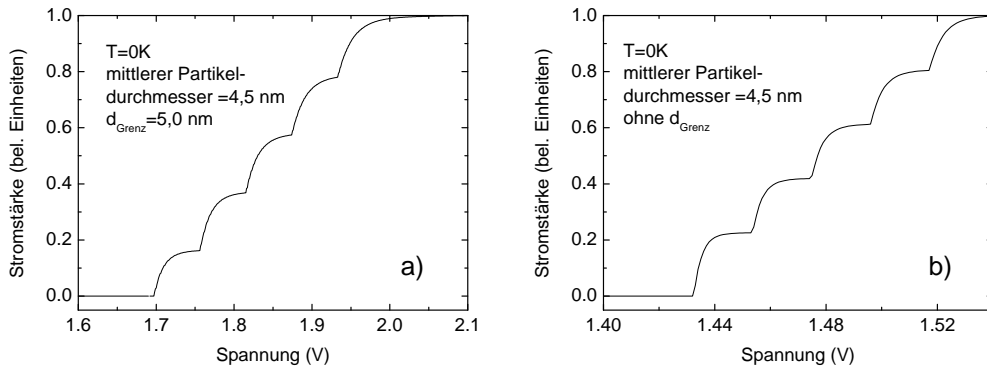 1.0
0.8
0.6
0.4
0.2
0.0
Stromstärke (bel. Einheiten)
T=0K
mittlerer Partikel-
durchmesser =4,5 nm
dGrenz=5,0 nm
a)
1.6 1.7 1.8 1.9 2.0 2.1
Spannung (V)
1.0
0.8
0.6
0.4
0.2
0.0
Stromstärke (bel. Einheiten)
T=0K
mittlerer Partikel-
durchmesser =4,5 nm
ohne dGrenz
b)
1.40 1.44 1.48 1.52
Spannung (V)